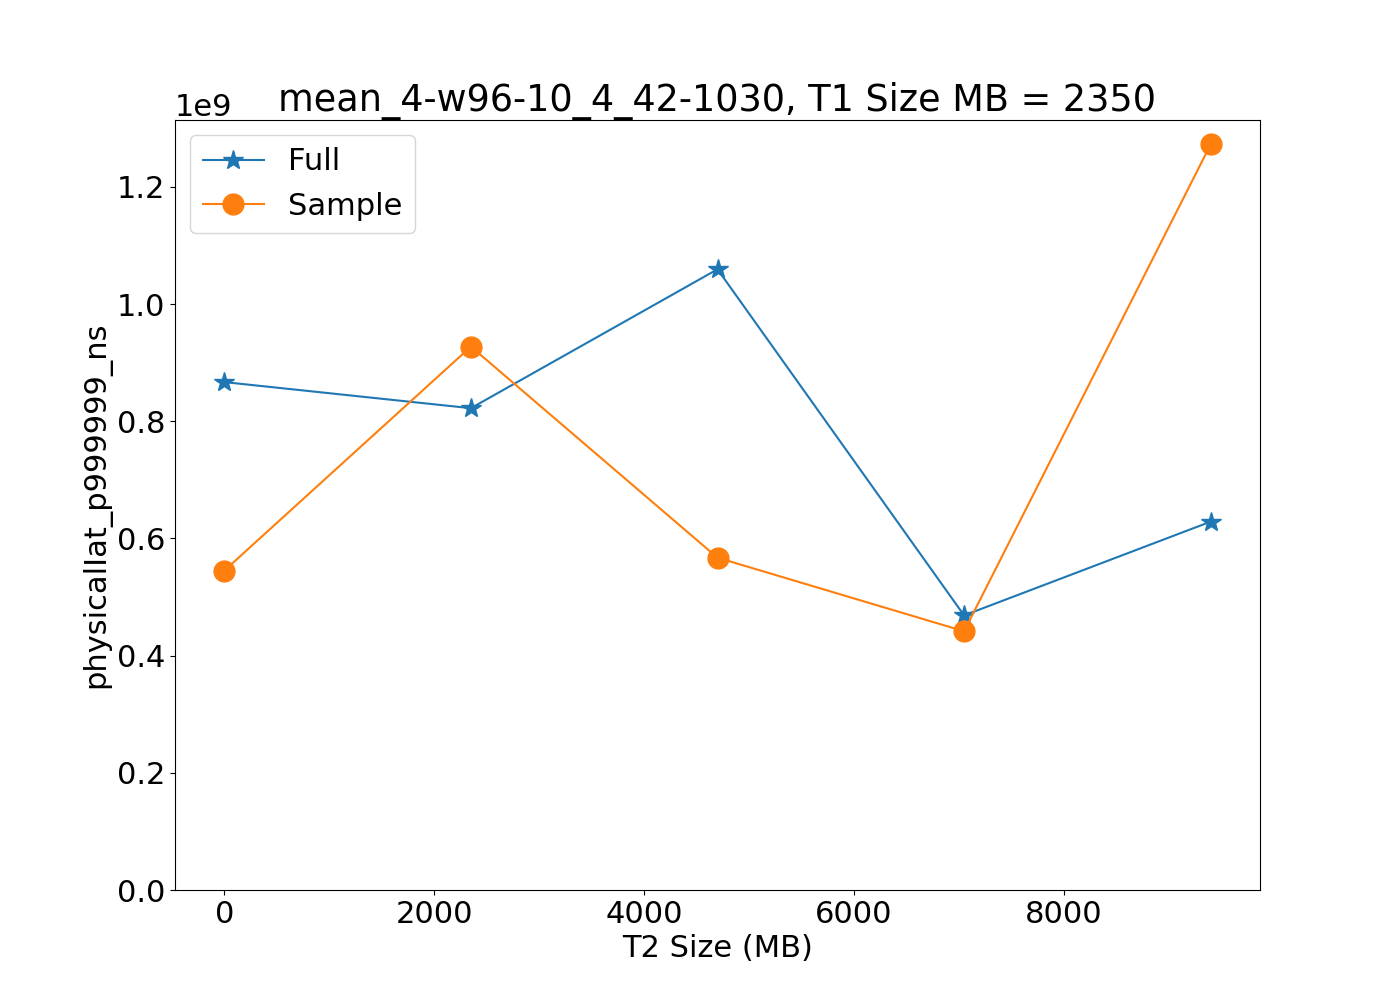 mean_4-w96-10_4_42-1030, T1 Size MB = 2350
1e9
Full
Sample
1.2
1.0
0.8
0.6
0.4
0.2
0.0
physicallat_p999999_ns
0 2000 4000 6000 8000
T2 Size (MB)